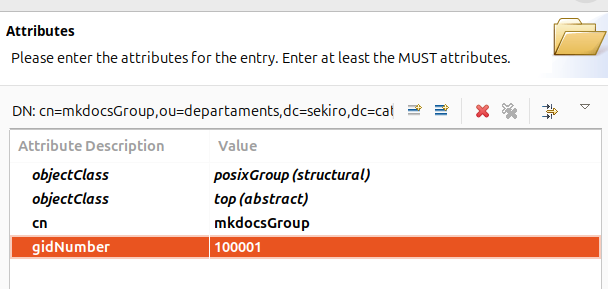 Attributes
Please enter the attributes for the entry. Enter at least the MUST attributes.
DN: cn=mkdocsGroup,ou=departaments,dc=sekiro,dc=cat
Attribute Description Value
objectClass posixGroup (structural)
objectClass top (abstract)
cn mkdocsGroup
gidNumber 100001